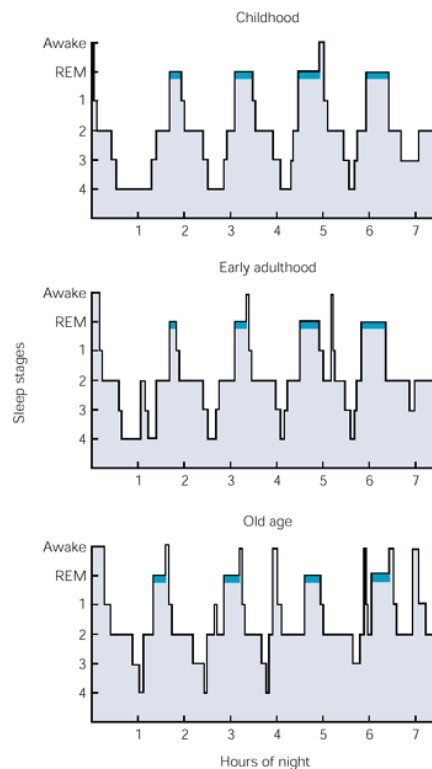 Childhood
Awake
REM
1
2
3
4
1 2 3 4 5 6 7
Early adulthood
Awake
REM
1
2
3
4
1 2 3 4 5 6 7
Sleep stages
Old age
Awake
REM
1
2
3
4
1 2 3 4 5 6 7
Hours of night